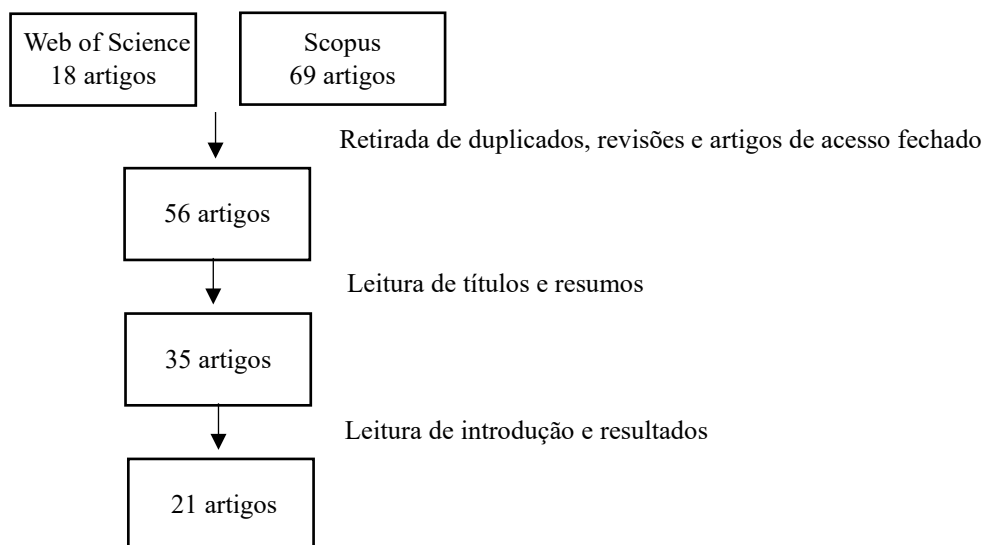 Web of Science
18 artigos
Scopus
69 artigos
Retirada de duplicados, revisões e artigos de acesso fechado
56 artigos
Leitura de títulos e resumos
35 artigos
Leitura de introdução e resultados
21 artigos